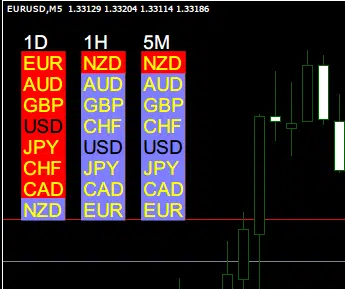 EURUSD,M5 1.33129 1.33204 1.33114 1.33186
1D 1H 5M
EUR NZD NZD
AUD AUD AUD
GBP GBP GBP
USD CHF CHF
JPY USD USD
CHF JPY JPY
CAD CAD CAD
NZD EUR EUR